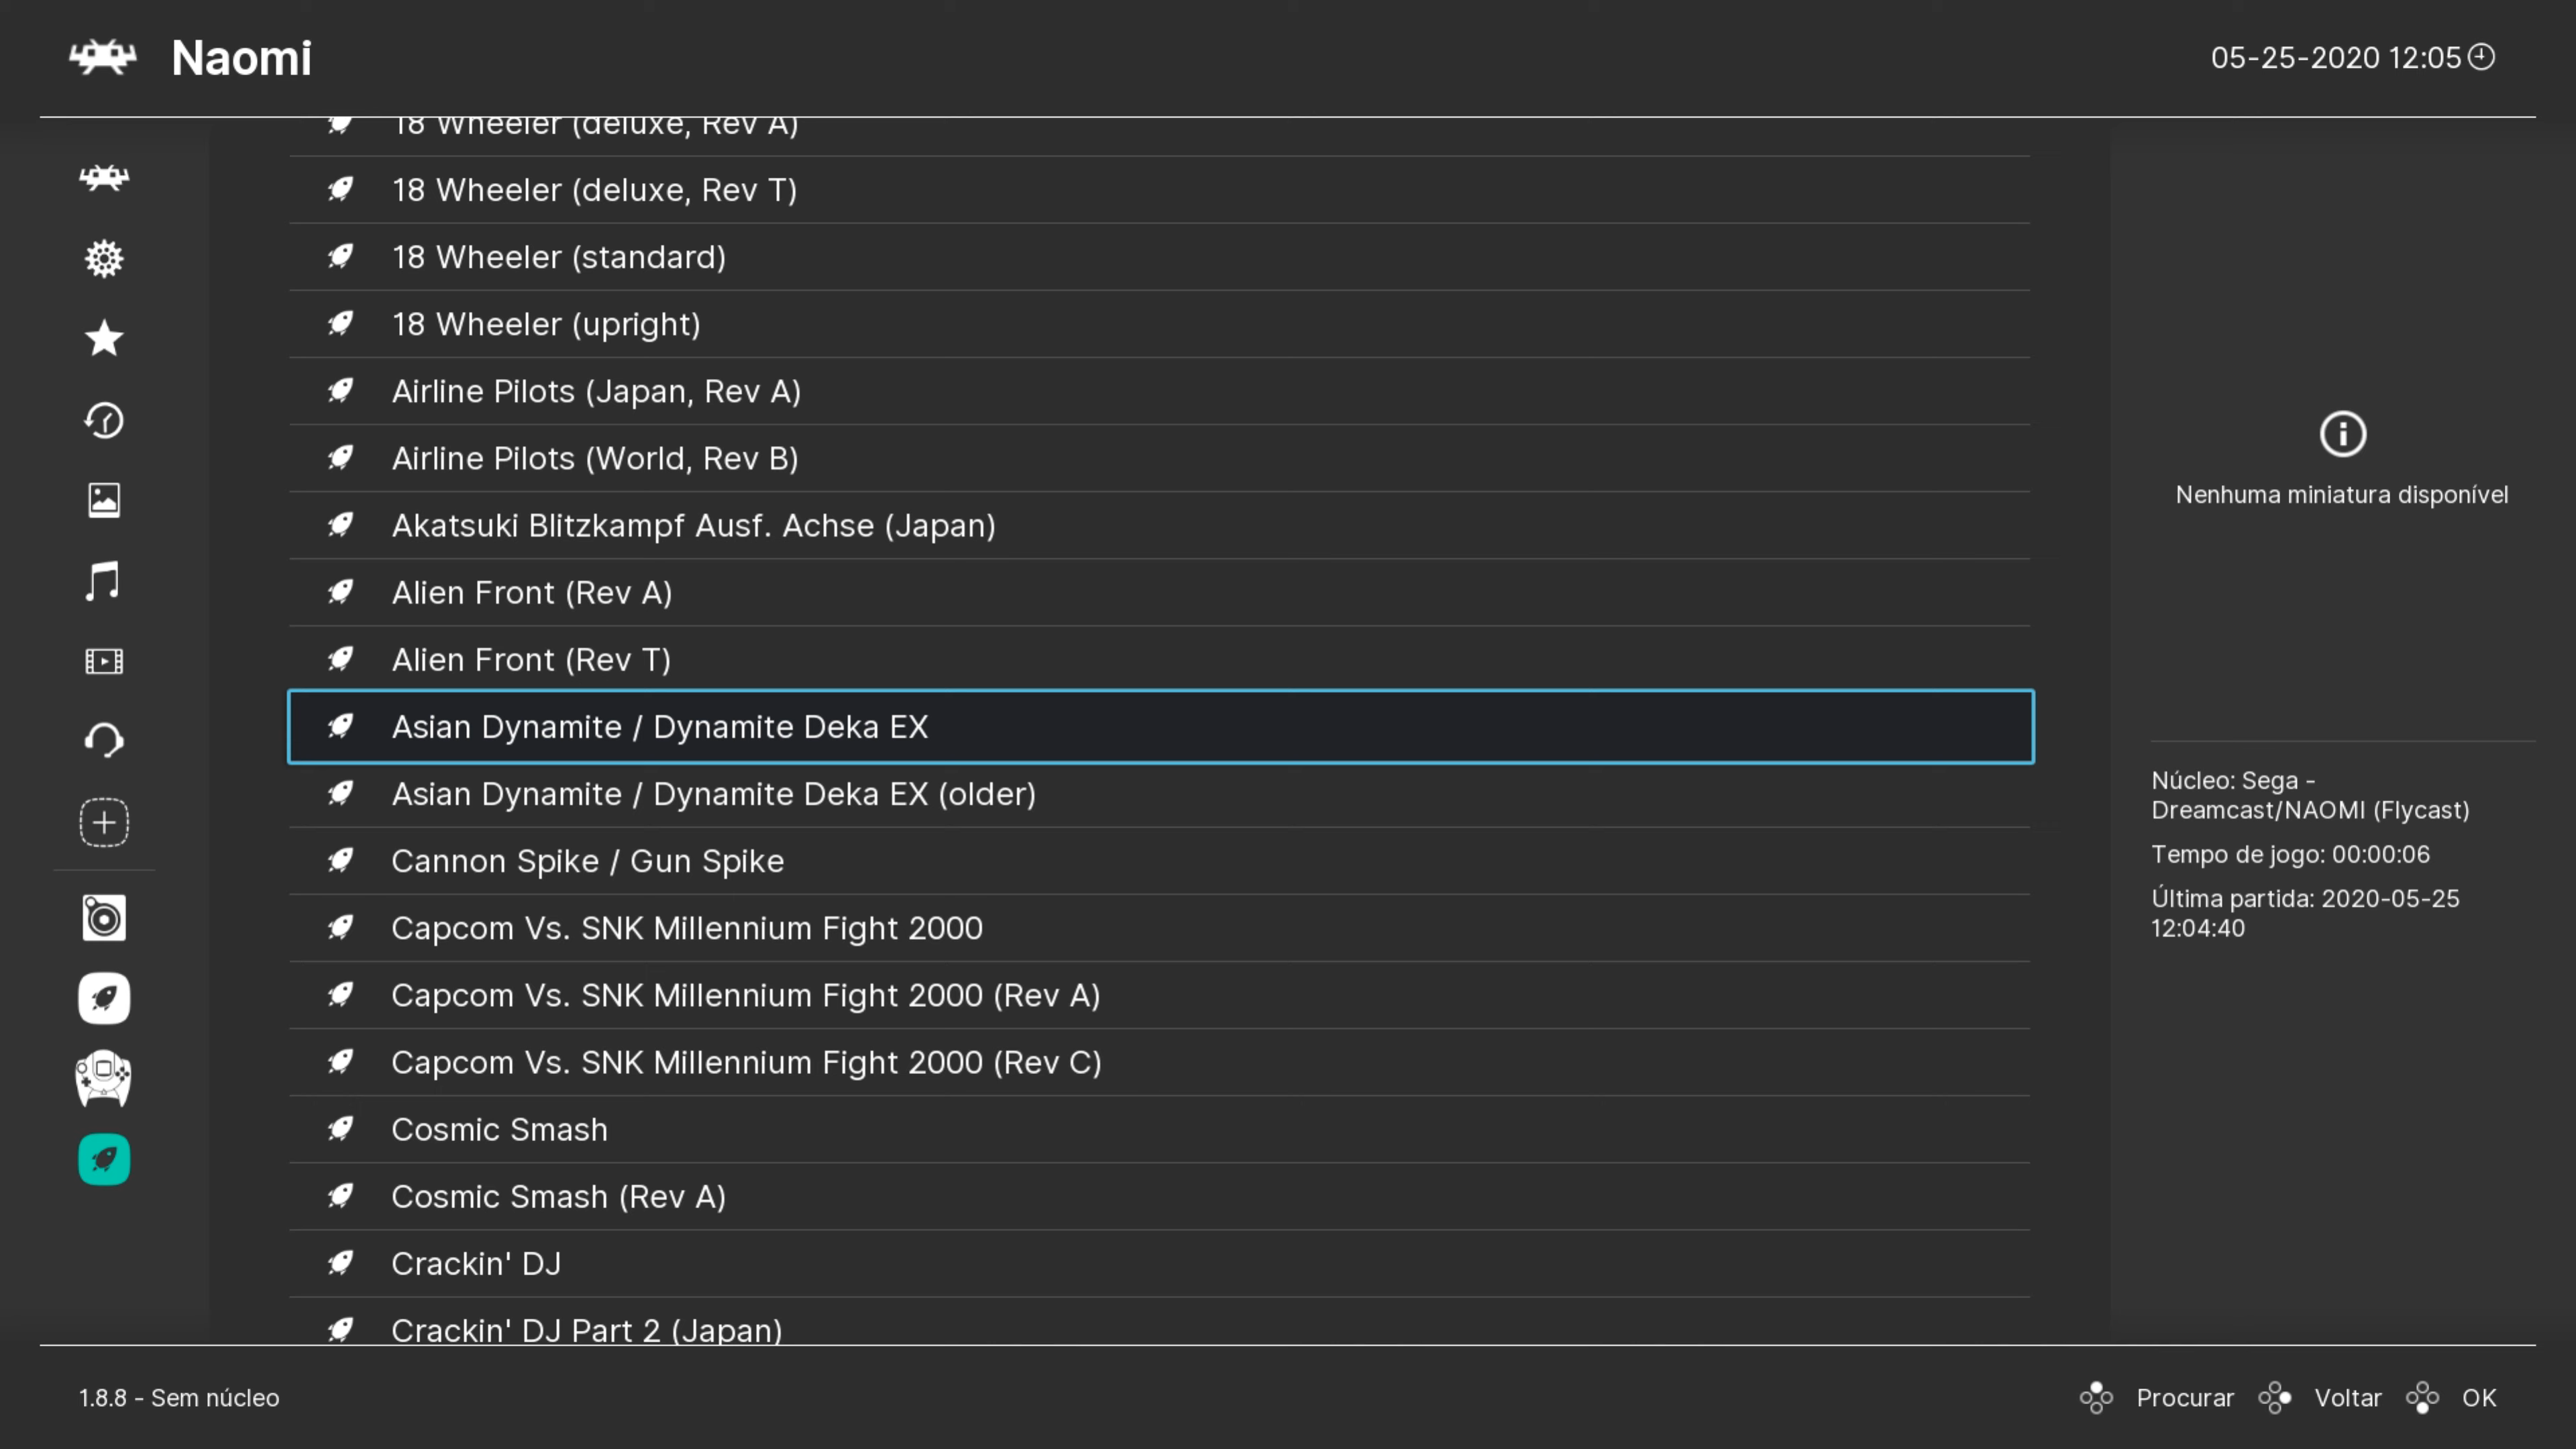 Naomi
05-25-2020 12:05
18 Wheeler (deluxe, Rev A)
18 Wheeler (deluxe, Rev T)
18 Wheeler (standard)
18 Wheeler (upright)
Airline Pilots (Japan, Rev A)
Airline Pilots (World, Rev B)
Akatsuki Blitzkampf Ausf. Achse (Japan)
Alien Front (Rev A)
Alien Front (Rev T)
Asian Dynamite / Dynamite Deka EX
Asian Dynamite / Dynamite Deka EX (older)
Cannon Spike / Gun Spike
Capcom Vs. SNK Millennium Fight 2000
Capcom Vs. SNK Millennium Fight 2000 (Rev A)
Capcom Vs. SNK Millennium Fight 2000 (Rev C)
Cosmic Smash
Cosmic Smash (Rev A)
Crackin' DJ
Crackin' DJ Part 2 (Japan)
Nenhuma miniatura disponível
Núcleo: Sega -
Dreamcast/NAOMI (Flycast)
Tempo de jogo: 00:00:06
Última partida: 2020-05-25
12:04:40
1.8.8 - Sem núcleo
Procurar Voltar OK